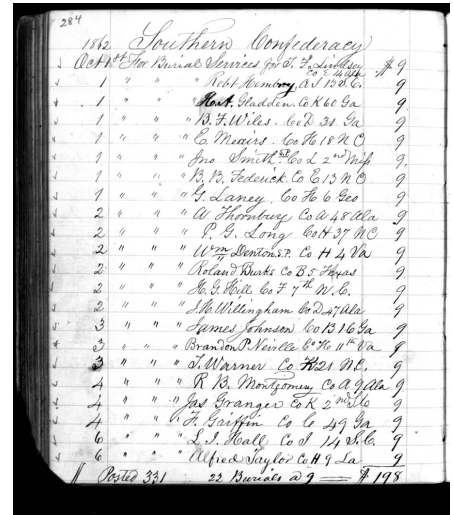 284
1862 Southern Confederacy
Oct 1st For Burial Services for T. F. Lindsey Co E 14 Ala $ 9
1 " " " Robt Hembry, A S 13 S.C. 9
1 " " " H. A. Gladden Co K 60 Ga 9
1 " " " B. F. Wiles. Co D 31 Ga 9
1 " " " E. Meairs. Co H 18 N C 9
1 " " " Jno Smith S.P. Co L 2nd Miss 9
1 " " " B. B. Federick Co E 13 N C 9
1 " " " G. Laney Co H 6 Geo 9
2 " " " A Thornbury Co A 48 Ala 9
2 " " " P. G. Long Co H 37 N C 9
2 " " " Wm Denton S.P. Co H 4 Va 9
2 " " " Roland Burks Co B 5 Texas 9
2 " " " H. G. Hill Co F 7th N.C. 9
2 " " " J. H. Willingham Co D 47 Ala 9
3 " " " James Johnson Co B 16 Ga 9
3 " " " Brandon P. Neville Co H 11th Va 9
3 " " " T. Warner Co K 21 N.C. 9
4 " " " R B. Montgomery Co A 9 Ala 9
4 " " " Jas Granger Co K 2nd 9
4 " " " F. Griffin Co C 49 Ga 9
6 " " " L. J. Hall Co I 14 S.C. 9
6 " " " Alfred Taylor Co H 9 La 9
Posted 331 22 Burials a 9 $ 198